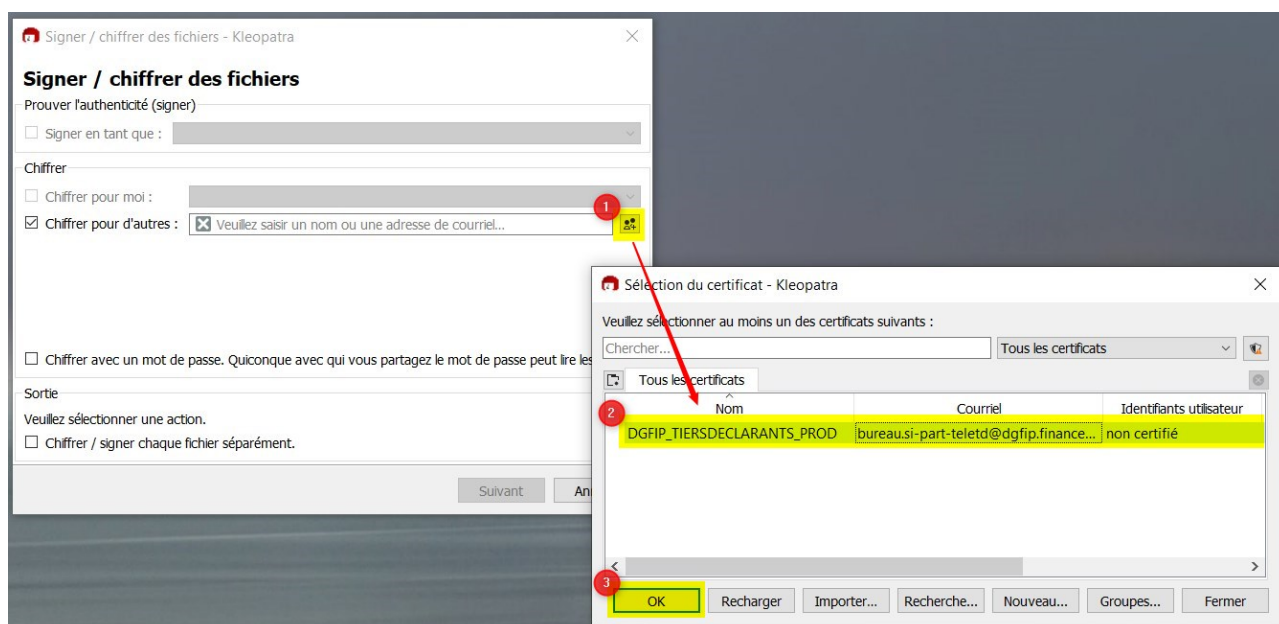 Signer / chiffrer des fichiers - Kleopatra
Signer / chiffrer des fichiers
Prouver l'authenticité (signer)
Signer en tant que :
Chiffrer
Chiffrer pour moi :
Chiffrer pour d'autres : Veuillez saisir un nom ou une adresse de courriel...
1
Chiffrer avec un mot de passe. Quiconque avec qui vous partagez le mot de passe peut lire les
Sortie
Veuillez sélectionner une action.
Chiffrer / signer chaque fichier séparément.
Suivant An
Sélection du certificat - Kleopatra
Veuillez sélectionner au moins un des certificats suivants :
Chercher... Tous les certificats
Tous les certificats
Nom Courriel Identifiants utilisateur
2
DGFIP_TIERSDECLARANTS_PROD bureau.si-part-teletd@dgfip.finance... non certifié
3
OK Recharger Importer... Recherche... Nouveau... Groupes... Fermer